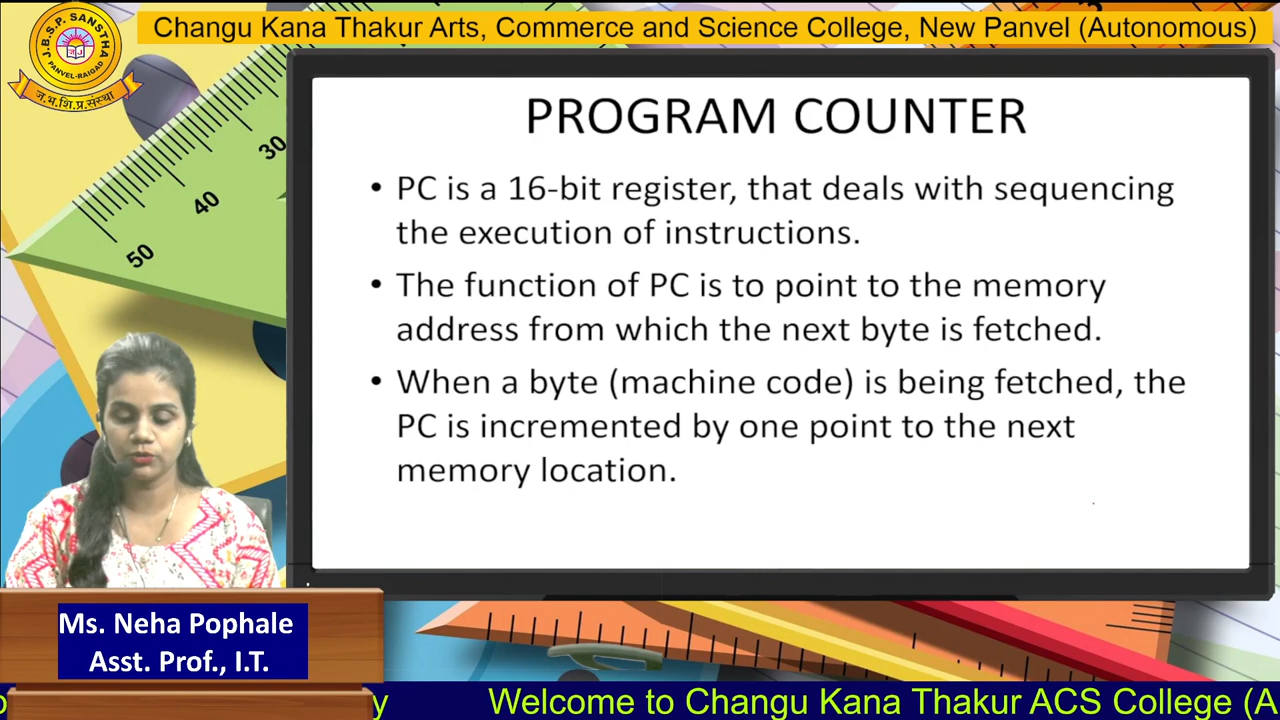 Changu Kana Thakur Arts, Commerce and Science College, New Panvel (Autonomous)
J.B.S.P. SANSTHA
PANVEL-RAIGAD
ज.भ.शि.प्र.संस्था
30
40
50
PROGRAM COUNTER
• PC is a 16-bit register, that deals with sequencing
the execution of instructions.
• The function of PC is to point to the memory
address from which the next byte is fetched.
• When a byte (machine code) is being fetched, the
PC is incremented by one point to the next
memory location.
Ms. Neha Pophale
Asst. Prof., I.T.
y Welcome to Changu Kana Thakur ACS College (A